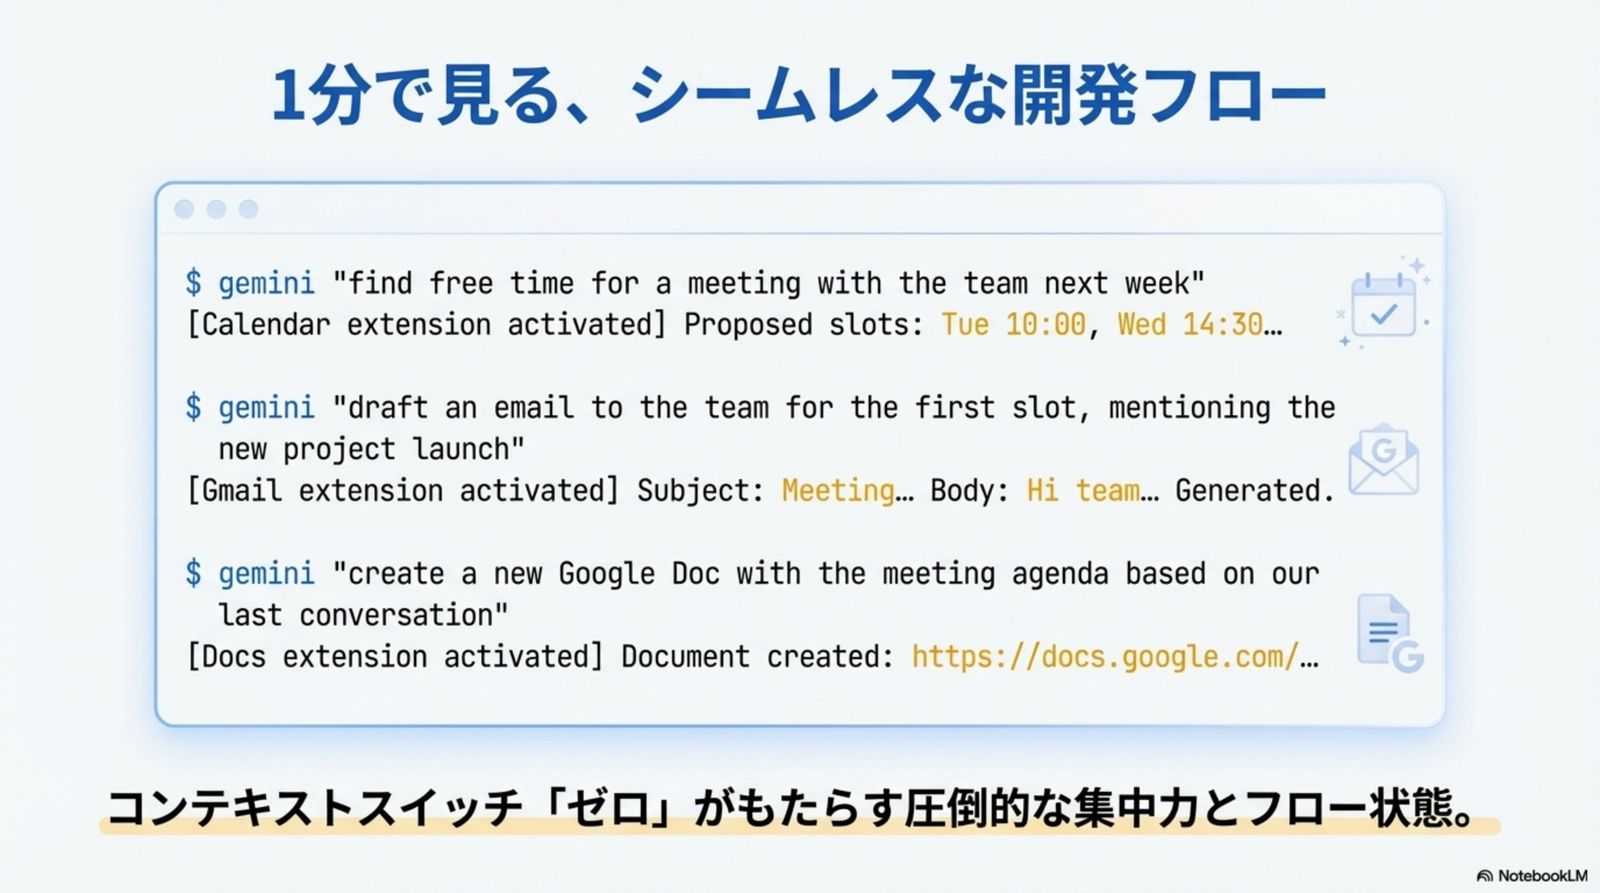 1分で見る、シームレスな開発フロー
$ gemini "find free time for a meeting with the team next week"
[Calendar extension activated] Proposed slots: Tue 10:00, Wed 14:30…
$ gemini "draft an email to the team for the first slot, mentioning the
new project launch"
[Gmail extension activated] Subject: Meeting… Body: Hi team… Generated.
$ gemini "create a new Google Doc with the meeting agenda based on our
last conversation"
[Docs extension activated] Document created: https://docs.google.com/…
コンテキストスイッチ「ゼロ」がもたらす圧倒的な集中力とフロー状態。
NotebookLM